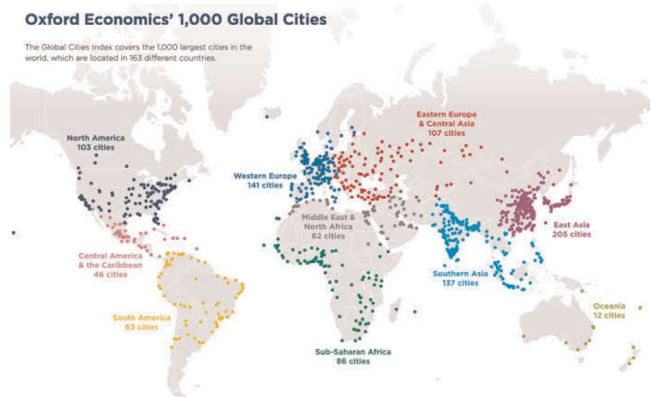 Oxford Economics' 1,000 Global Cities
The Global Cities Index covers the 1,000 largest cities in the
world, which are located in 163 different countries.
Eastern Europe
& Central Asia
107 cities
North America
103 cities
Western Europe
141 cities
Middle East &
North Africa
62 cities
East Asia
205 cities
Central America
& the Caribbean
46 cities
Southern Asia
137 cities
Oceania
12 cities
South America
63 cities
Sub-Saharan Africa
86 cities